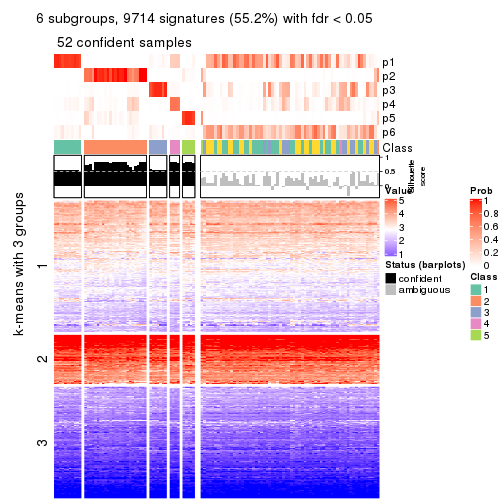 6 subgroups, 9714 signatures (55.2%) with fdr < 0.05
52 confident samples
p1
p2
p3
p4
p5
p6
Class
1
0.5
0
Silhouette
score
k-means with 3 groups
1
2
3
Value
5
4
3
2
1
Status (barplots)
confident
ambiguous
Prob
1
0.8
0.6
0.4
0.2
0
Class
1
2
3
4
5